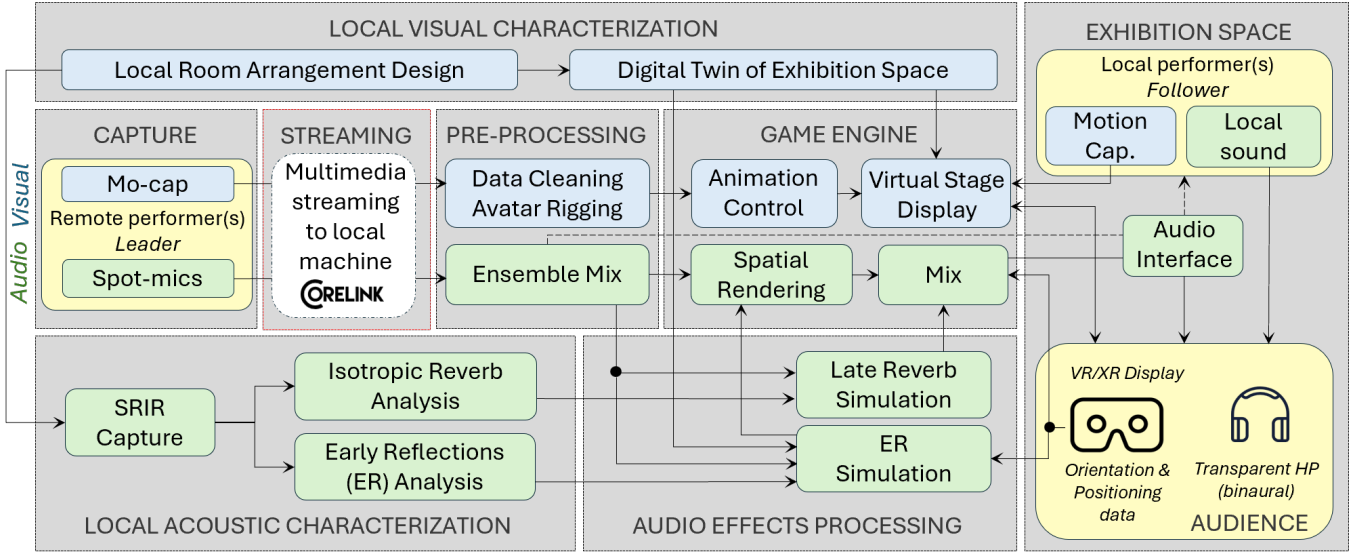 LOCAL VISUAL CHARACTERIZATION
Local Room Arrangement Design
Digital Twin of Exhibition Space
EXHIBITION SPACE
Local performer(s)
Follower
Motion
Cap.
Local
sound
Audio Visual
CAPTURE
Mo-cap
Remote performer(s)
Leader
Spot-mics
STREAMING
Multimedia
streaming
to local
machine
CORELINK
PRE-PROCESSING
Data Cleaning
Avatar Rigging
Ensemble Mix
GAME ENGINE
Animation
Control
Virtual Stage
Display
Spatial
Rendering
Mix
Audio
Interface
SRIR
Capture
Isotropic Reverb
Analysis
Early Reflections
(ER) Analysis
LOCAL ACOUSTIC CHARACTERIZATION
Late Reverb
Simulation
ER
Simulation
AUDIO EFFECTS PROCESSING
VR/XR Display
Orientation &
Positioning
data
Transparent HP
(binaural)
AUDIENCE